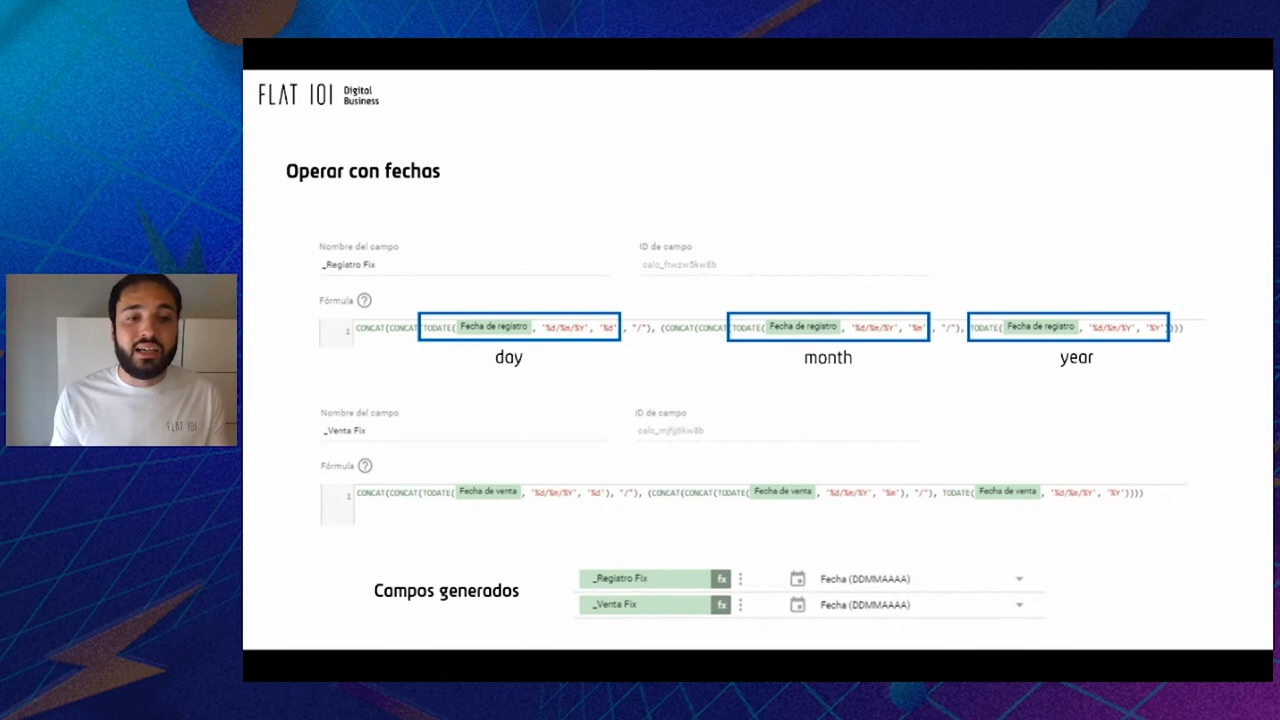 FLAT 101 Digital Business
Operar con fechas
Nombre del campo
ID de campo
_Registro Fix
calc_ftwzw5kw8b
Fórmula ?
1 CONCAT(CONCAT(TODATE( Fecha de registro , '%d/%m/%Y', '%d' , "/"), (CONCAT(CONCAT(TODATE( Fecha de registro , '%d/%m/%Y', '%m' , "/"), TODATE( Fecha de registro , '%d/%m/%Y', '%Y'))))
day
month
year
Nombre del campo
ID de campo
_Venta Fix
calc_mjfjj6kw8b
Fórmula ?
1 CONCAT(CONCAT(TODATE( Fecha de venta , '%d/%m/%Y', '%d'), "/"), (CONCAT(CONCAT(TODATE( Fecha de venta , '%d/%m/%Y', '%m'), "/"), TODATE( Fecha de venta , '%d/%m/%Y', '%Y'))))
Campos generados
_Registro Fix fx Fecha (DDMMAAAA)
_Venta Fix fx Fecha (DDMMAAAA)
FLAT 101